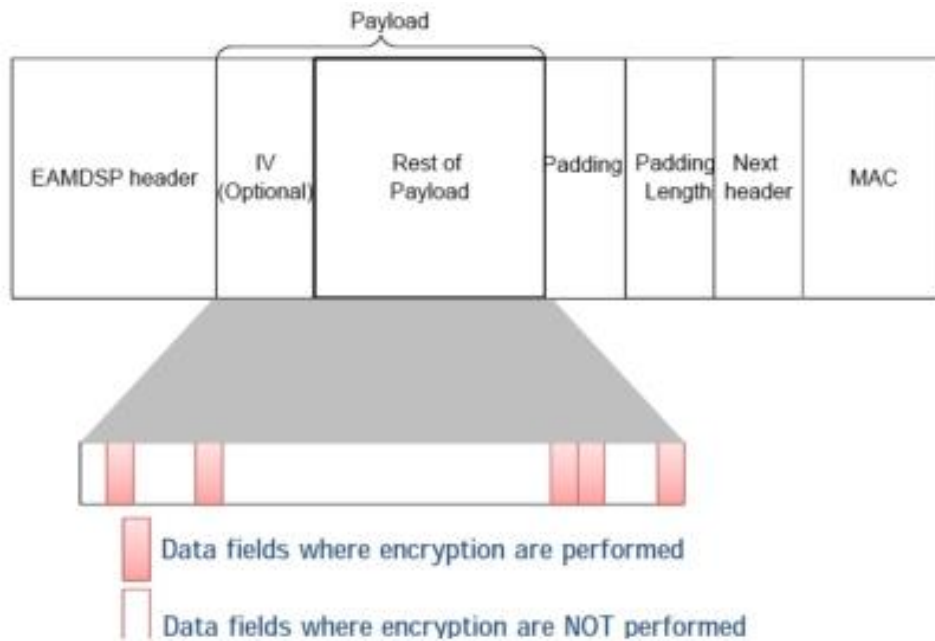 Payload
EAMDSP header
IV
(Optional)
Rest of
Payload
Padding
Padding
Length
Next
header
MAC
Data fields where encryption are performed
Data fields where encryption are NOT performed